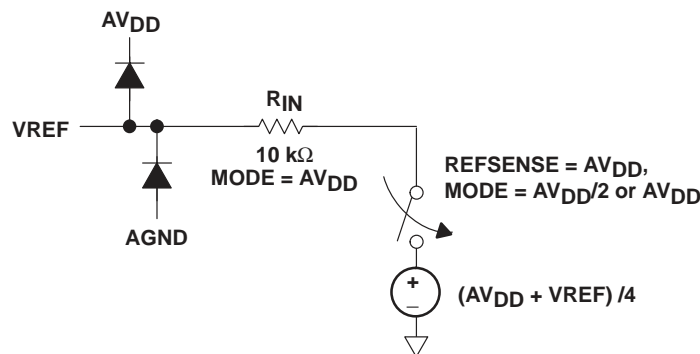 AVDD
VREF
RIN
10 kΩ
MODE = AVDD
AGND
REFSENSE = AVDD,
MODE = AVDD/2 or AVDD
+
–
(AVDD + VREF) /4